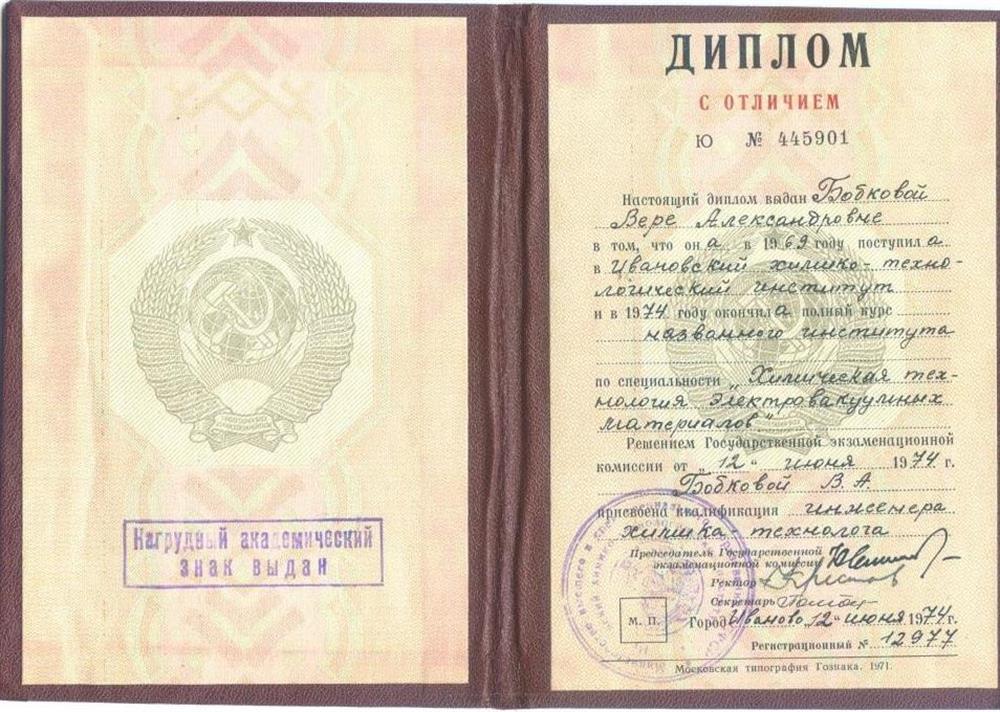 Нагрудный академический
знак выдан
ДИПЛОМ
С ОТЛИЧИЕМ
Ю № 445901
Настоящий диплом выдан Бобковой
Вере Александровне
в том, что он а в 1969 году поступил а
в Ивановский химико-техно-
логический институт
и в 1974 году окончил а полный курс
названного института
по специальности „Химическая тех-
нология электровакуумных
материалов"
Решением Государственной экзаменационной
комиссии от „12" июня 1974 г.
Бобковой В. А
присвоена квалификация инженера
химика-технолога
Председатель Государственной
экзаменационной комиссии
Ректор
Секретарь
М. П.
Город Иваново „12" июня 1974 г.
Регистрационный № 12977
Московская типография Гознака. 1971.